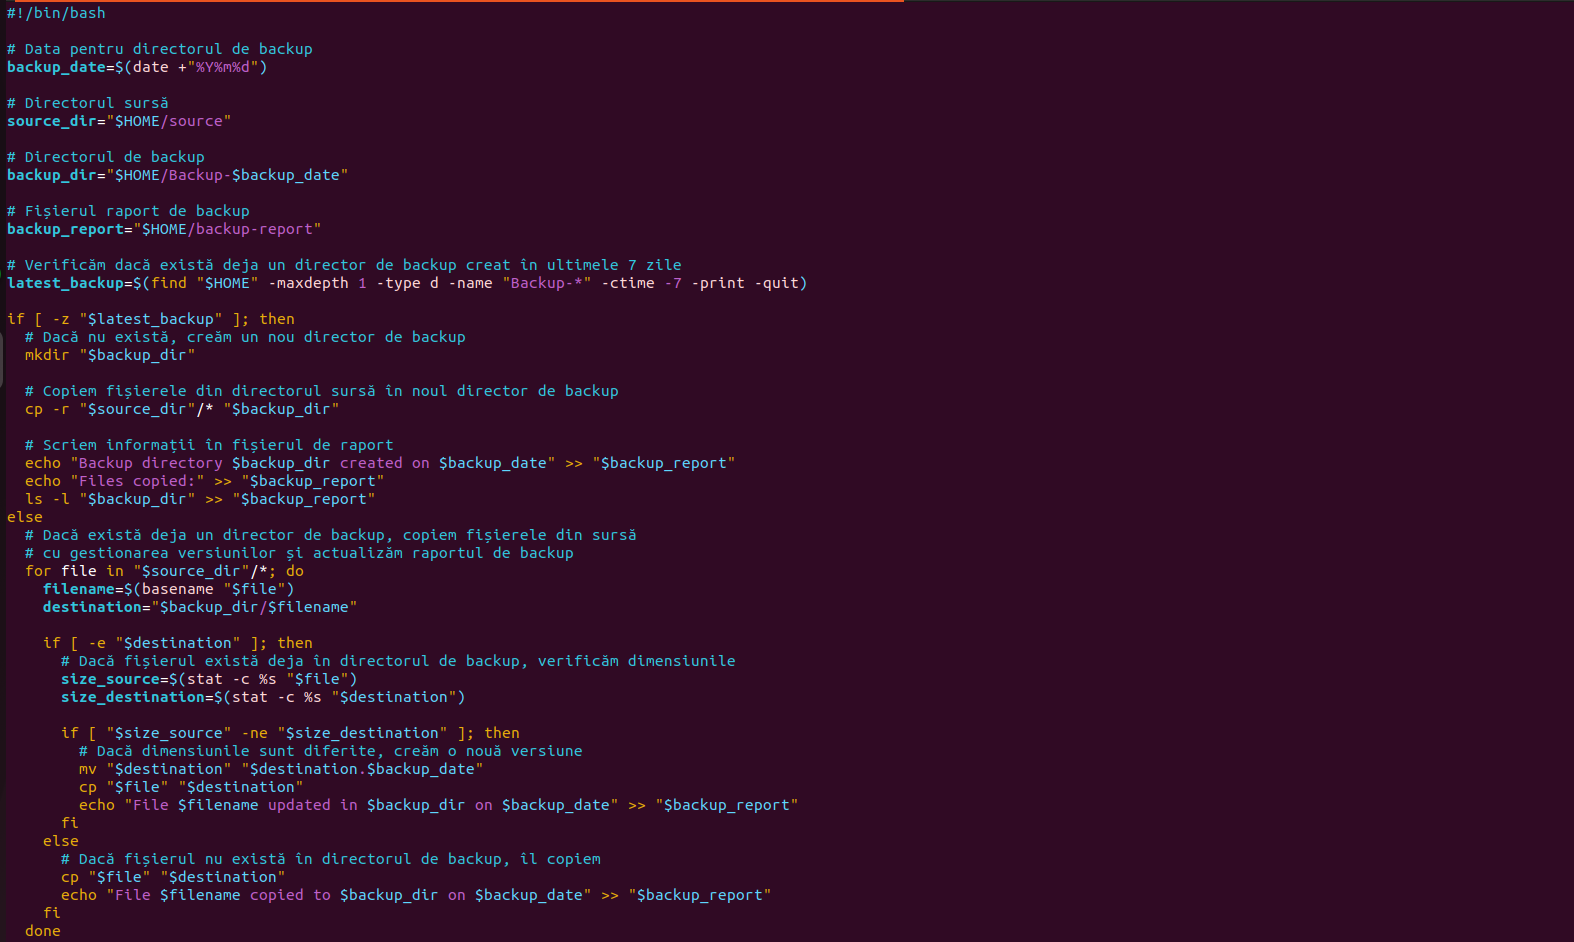 #!/bin/bash

# Data pentru directorul de backup
backup_date=$(date +"%Y%m%d")

# Directorul sursă
source_dir="$HOME/source"

# Directorul de backup
backup_dir="$HOME/Backup-$backup_date"

# Fișierul raport de backup
backup_report="$HOME/backup-report"

# Verificăm dacă există deja un director de backup creat în ultimele 7 zile
latest_backup=$(find "$HOME" -maxdepth 1 -type d -name "Backup-*" -ctime -7 -print -quit)

if [ -z "$latest_backup" ]; then
  # Dacă nu există, creăm un nou director de backup
  mkdir "$backup_dir"

  # Copiem fișierele din directorul sursă în noul director de backup
  cp -r "$source_dir"/* "$backup_dir"

  # Scriem informații în fișierul de raport
  echo "Backup directory $backup_dir created on $backup_date" >> "$backup_report"
  echo "Files copied:" >> "$backup_report"
  ls -l "$backup_dir" >> "$backup_report"
else
  # Dacă există deja un director de backup, copiem fișierele din sursă
  # cu gestionarea versiunilor și actualizăm raportul de backup
  for file in "$source_dir"/*; do
    filename=$(basename "$file")
    destination="$backup_dir/$filename"

    if [ -e "$destination" ]; then
      # Dacă fișierul există deja în directorul de backup, verificăm dimensiunile
      size_source=$(stat -c %s "$file")
      size_destination=$(stat -c %s "$destination")

      if [ "$size_source" -ne "$size_destination" ]; then
        # Dacă dimensiunile sunt diferite, creăm o nouă versiune
        mv "$destination" "$destination.$backup_date"
        cp "$file" "$destination"
        echo "File $filename updated in $backup_dir on $backup_date" >> "$backup_report"
      fi
    else
      # Dacă fișierul nu există în directorul de backup, îl copiem
      cp "$file" "$destination"
      echo "File $filename copied to $backup_dir on $backup_date" >> "$backup_report"
    fi
  done